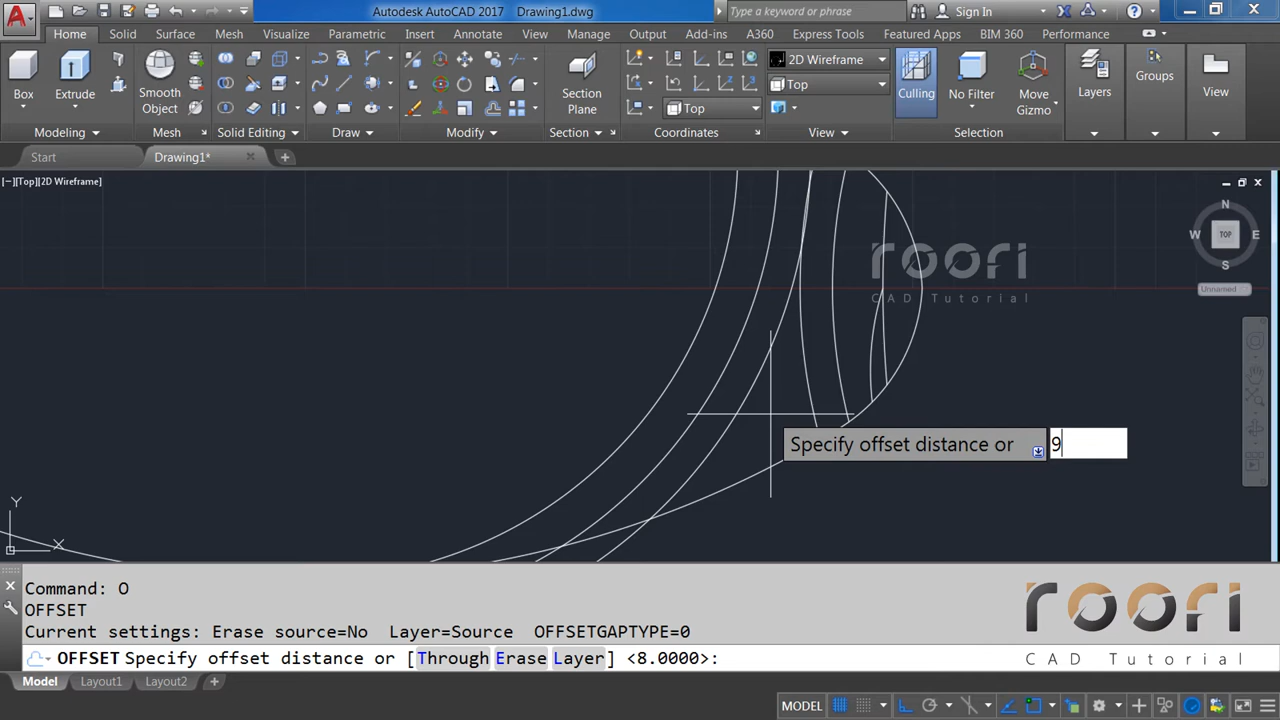 Autodesk AutoCAD 2017 Drawing1.dwg
Type a keyword or phrase
Sign In
Home Solid Surface Mesh Visualize Parametric Insert Annotate View Manage Output Add-ins A360 Express Tools Featured Apps BIM 360 Performance
Box
Extrude
Smooth
Object
Section
Plane
2D Wireframe
Top
Top
Culling
No Filter
Move
Gizmo
Layers
Groups
View
Modeling Mesh Solid Editing Draw Modify Section Coordinates View Selection
Start Drawing1*
[−][Top][2D Wireframe]
N
W TOP E
S
Unnamed
roofi
CAD Tutorial
Specify offset distance or 9
Y
X
Command: O
OFFSET
Current settings: Erase source=No Layer=Source OFFSETGAPTYPE=0
OFFSET Specify offset distance or [Through Erase Layer] <8.0000>:
roofi
CAD Tutorial
Model Layout1 Layout2
MODEL